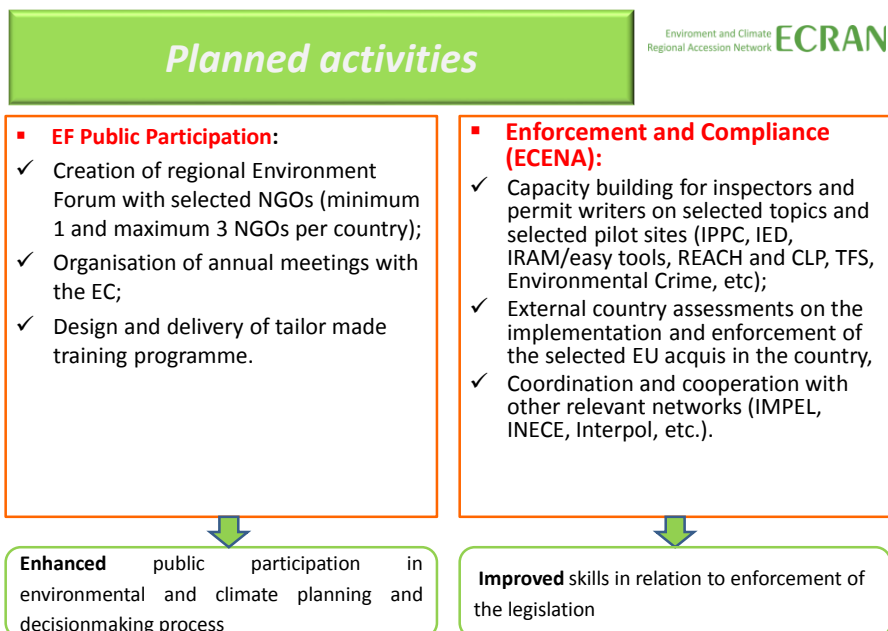 Planned activities
Enviroment and Climate
Regional Accession Network ECRAN
▪ EF Public Participation:
✓ Creation of regional Environment
Forum with selected NGOs (minimum
1 and maximum 3 NGOs per country);
✓ Organisation of annual meetings with
the EC;
✓ Design and delivery of tailor made
training programme.
▪ Enforcement and Compliance
(ECENA):
✓ Capacity building for inspectors and
permit writers on selected topics and
selected pilot sites (IPPC, IED,
IRAM/easy tools, REACH and CLP, TFS,
Environmental Crime, etc);
✓ External country assessments on the
implementation and enforcement of
the selected EU acquis in the country,
✓ Coordination and cooperation with
other relevant networks (IMPEL,
INECE, Interpol, etc.).
Enhanced public participation in
environmental and climate planning and
decisionmaking process
Improved skills in relation to enforcement of
the legislation